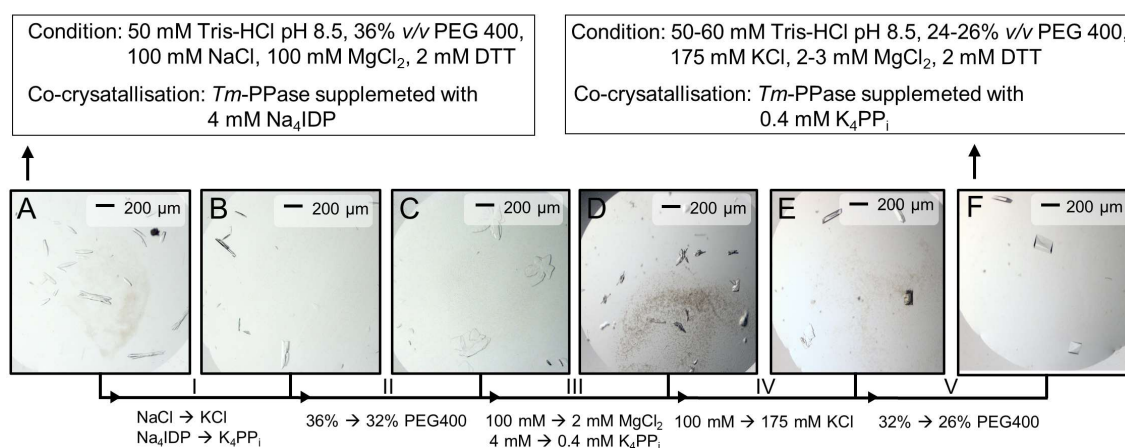 Condition: 50 mM Tris-HCl pH 8.5, 36% v/v PEG 400,
100 mM NaCl, 100 mM MgCl₂, 2 mM DTT
Co-crysatallisation: Tm-PPase supplemeted with
4 mM Na₄IDP
Condition: 50-60 mM Tris-HCl pH 8.5, 24-26% v/v PEG 400,
175 mM KCl, 2-3 mM MgCl₂, 2 mM DTT
Co-crysatallisation: Tm-PPase supplemeted with
0.4 mM K₄PPᵢ
A 200 µm
B 200 µm
C 200 µm
D 200 µm
E 200 µm
F 200 µm
I II III IV V
NaCl → KCl
Na₄IDP → K₄PPᵢ
36% → 32% PEG400
100 mM → 2 mM MgCl₂
4 mM → 0.4 mM K₄PPᵢ
100 mM → 175 mM KCl
32% → 26% PEG400